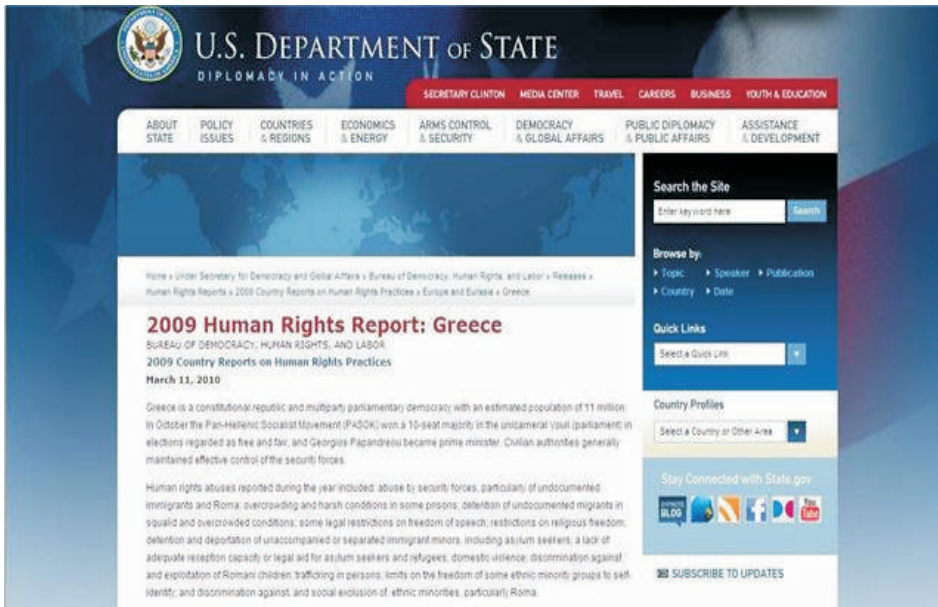 U.S. DEPARTMENT OF STATE
DIPLOMACY IN ACTION
SECRETARY CLINTON MEDIA CENTER TRAVEL CAREERS BUSINESS YOUTH & EDUCATION
ABOUT STATE POLICY ISSUES COUNTRIES & REGIONS ECONOMICS & ENERGY ARMS CONTROL & SECURITY DEMOCRACY & GLOBAL AFFAIRS PUBLIC DIPLOMACY & PUBLIC AFFAIRS ASSISTANCE & DEVELOPMENT
Home » Under Secretary for Democracy and Global Affairs » Bureau of Democracy, Human Rights, and Labor » Releases »
Human Rights Reports » 2009 Country Reports on Human Rights Practices » Europe and Eurasia » Greece
2009 Human Rights Report: Greece
BUREAU OF DEMOCRACY, HUMAN RIGHTS, AND LABOR
2009 Country Reports on Human Rights Practices
March 11, 2010
Greece is a constitutional republic and multiparty parliamentary democracy with an estimated population of 11 million.
In October the Pan-Hellenic Socialist Movement (PASOK) won a 10-seat majority in the unicameral Vouli (parliament) in
elections regarded as free and fair, and Georgios Papandreou became prime minister. Civilian authorities generally
maintained effective control of the security forces.
Human rights abuses reported during the year included: abuse by security forces, particularly of undocumented
immigrants and Roma; overcrowding and harsh conditions in some prisons; detention of undocumented migrants in
squalid and overcrowded conditions; some legal restrictions on freedom of speech; restrictions on religious freedom;
detention and deportation of unaccompanied or separated immigrant minors, including asylum seekers; a lack of
adequate reception capacity or legal aid for asylum seekers and refugees; domestic violence; discrimination against
and exploitation of Romani children; trafficking in persons; limits on the freedom of some ethnic minority groups to self-
identify; and discrimination against, and social exclusion of, ethnic minorities, particularly Roma.
Search the Site
Enter keyword here Search
Browse by:
Topic Speaker Publication
Country Date
Quick Links
Select a Quick Link
Country Profiles
Select a Country or Other Area
Stay Connected with State.gov
BLOG You Tube
SUBSCRIBE TO UPDATES